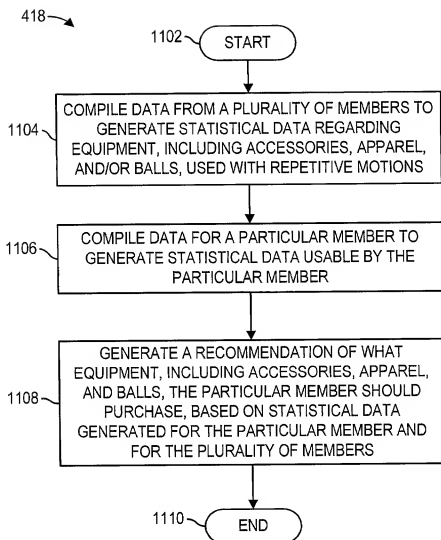 418
1102
START
1104
COMPILE DATA FROM A PLURALITY OF MEMBERS TO
GENERATE STATISTICAL DATA REGARDING
EQUIPMENT, INCLUDING ACCESSORIES, APPAREL,
AND/OR BALLS, USED WITH REPETITIVE MOTIONS
1106
COMPILE DATA FOR A PARTICULAR MEMBER TO
GENERATE STATISTICAL DATA USABLE BY THE
PARTICULAR MEMBER
1108
GENERATE A RECOMMENDATION OF WHAT
EQUIPMENT, INCLUDING ACCESSORIES, APPAREL,
AND BALLS, THE PARTICULAR MEMBER SHOULD
PURCHASE, BASED ON STATISTICAL DATA
GENERATED FOR THE PARTICULAR MEMBER AND
FOR THE PLURALITY OF MEMBERS
1110
END